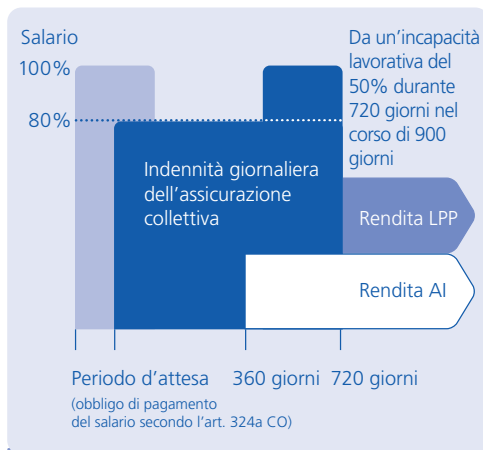 Salario
100%
80%
Da un’incapacità
lavorativa del
50% durante
720 giorni nel
corso di 900
giorni
Indennità giornaliera
dell’assicurazione
collettiva
Rendita LPP
Rendita AI
Periodo d’attesa
(obbligo di pagamento
del salario secondo l’art. 324a CO)
360 giorni
720 giorni